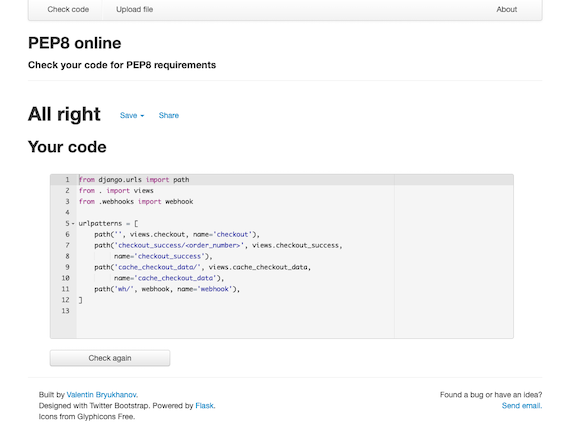 Check code Upload file About
PEP8 online
Check your code for PEP8 requirements
All right Save Share
Your code
1 from django.urls import path
2 from . import views
3 from .webhooks import webhook
4
5 urlpatterns = [
6     path('', views.checkout, name='checkout'),
7     path('checkout_success/<order_number>', views.checkout_success,
8          name='checkout_success'),
9     path('cache_checkout_data/', views.cache_checkout_data,
10          name='cache_checkout_data'),
11     path('wh/', webhook, name='webhook'),
12 ]
13
Check again
Built by Valentin Bryukhanov. Found a bug or have an idea?
Designed with Twitter Bootstrap. Powered by Flask. Send email.
Icons from Glyphicons Free.